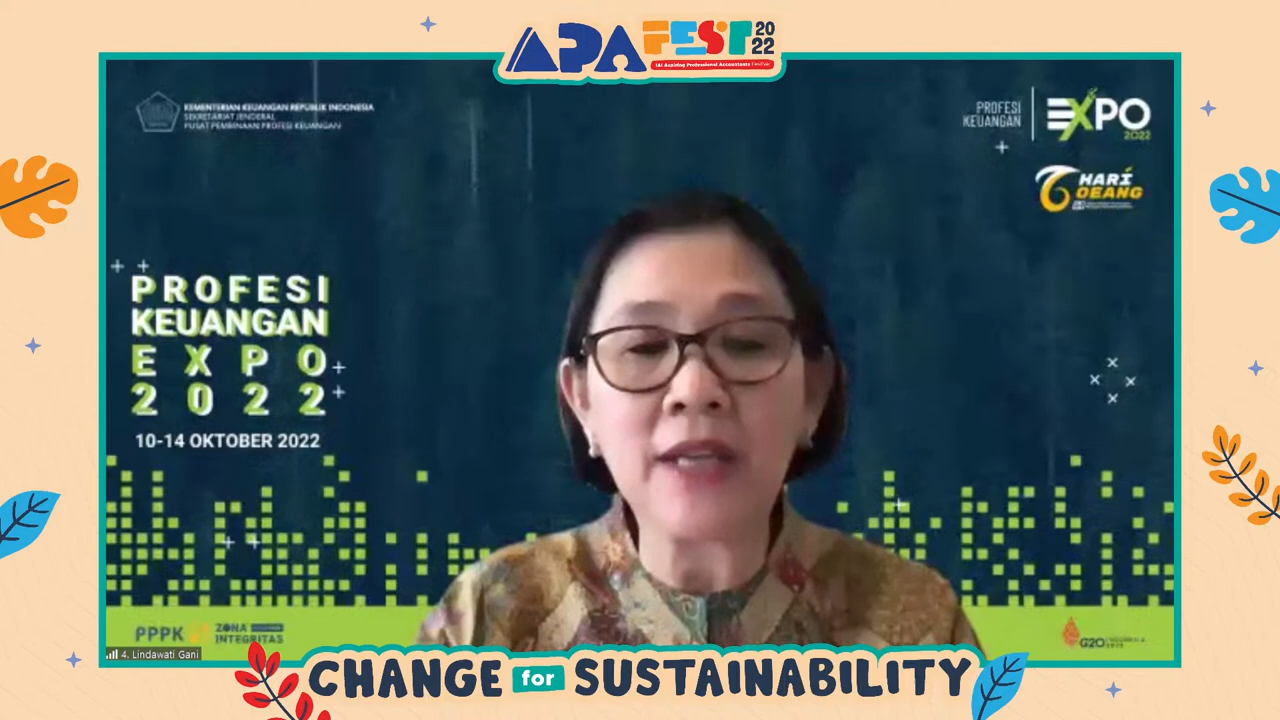 APA FEST 2022
IAI Aspiring Professional Accountants Festival
KEMENTERIAN KEUANGAN REPUBLIK INDONESIA
SEKRETARIAT JENDERAL
PUSAT PEMBINAAN PROFESI KEUANGAN
PROFESI
KEUANGAN
EXPO
2022
HARI
OEANG
PROFESI
KEUANGAN
EXPO
2022
10-14 OKTOBER 2022
PPPK
ZONA
INTEGRITAS
G20
4. Lindawati Gani
CHANGE for SUSTAINABILITY